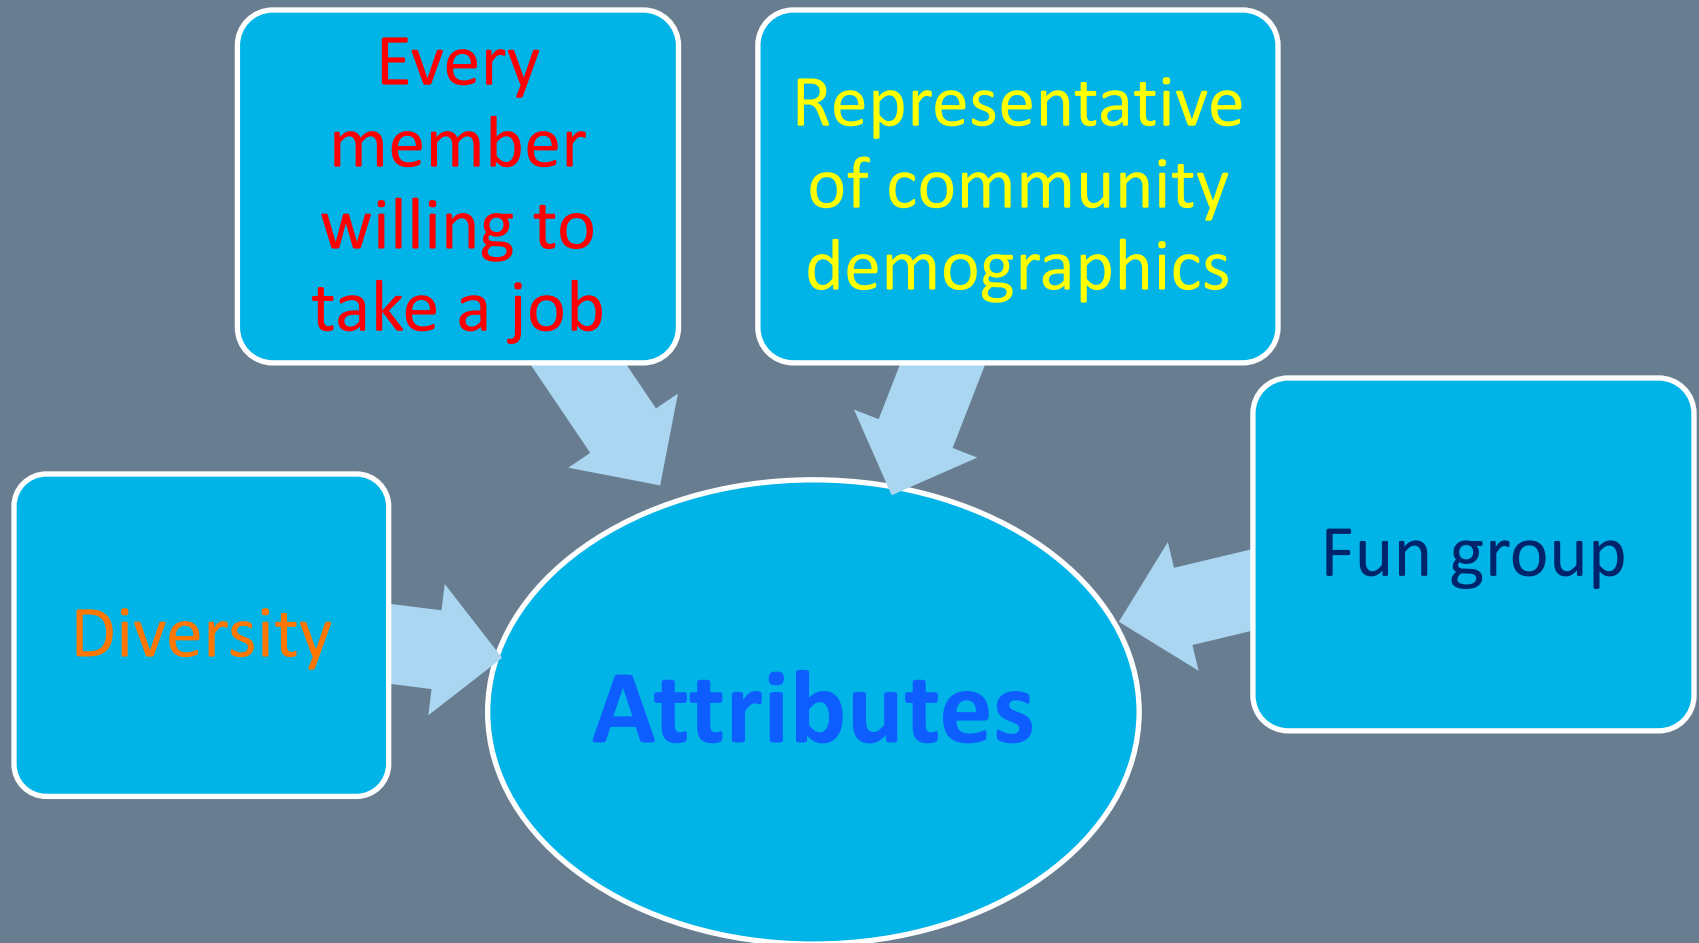 Every
member
willing to
take a job
Representative
of community
demographics
Fun group
Diversity
Attributes